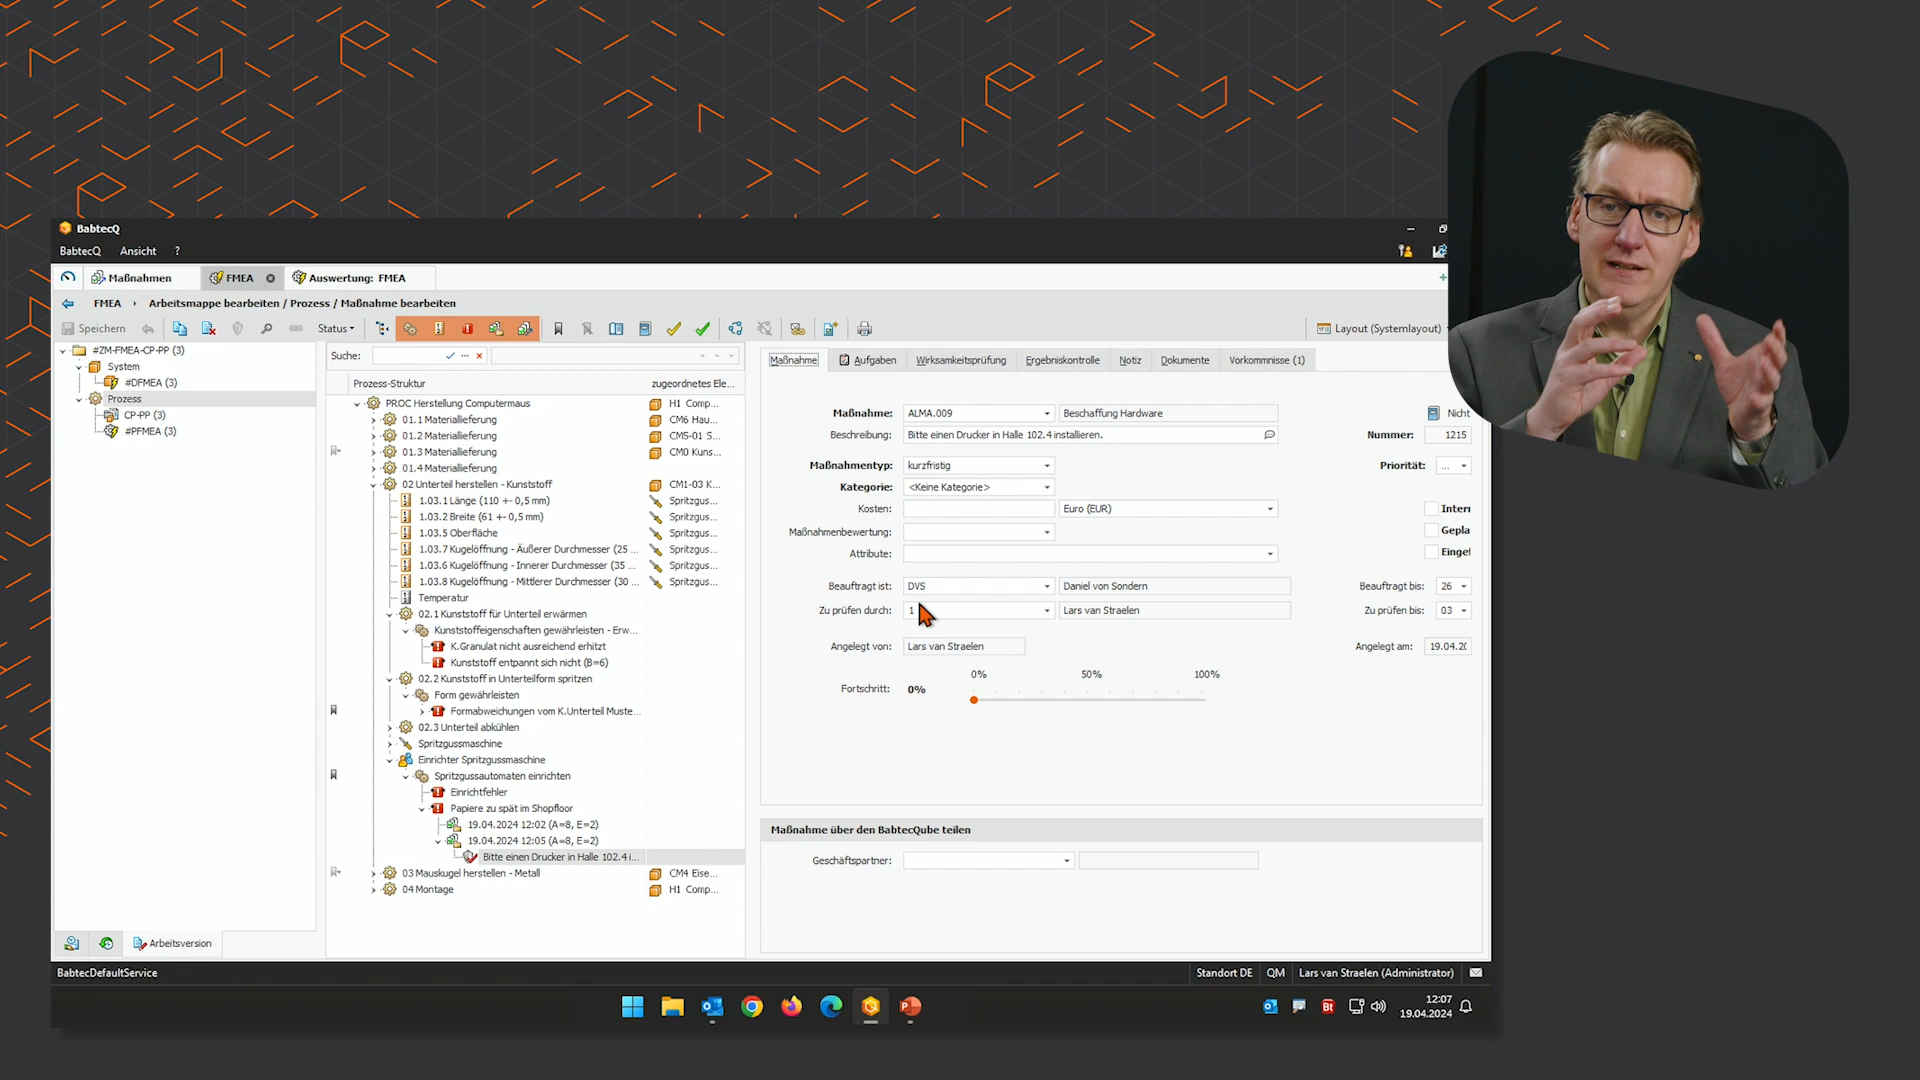 BabtecQ
BabtecQ Ansicht ?
Maßnahmen FMEA Auswertung: FMEA
FMEA Arbeitsmappe bearbeiten / Prozess / Maßnahme bearbeiten
Speichern Status Layout (Systemlayout)
#ZM-FMEA-CP-PP (3)
System
#DFMEA (3)
Prozess
CP-PP (3)
#PFMEA (3)
Arbeitsversion
Suche:
Prozess-Struktur zugeordnetes Ele...
PROC Herstellung Computermaus H1 Comp...
01.1 Materiallieferung CM6 Hau...
01.2 Materiallieferung CM5-01 S...
01.3 Materiallieferung CM0 Kuns...
01.4 Materiallieferung
02 Unterteil herstellen - Kunststoff CM1-03 K...
1.03.1 Länge (110 +- 0,5 mm) Spritzgus...
1.03.2 Breite (61 +- 0,5 mm) Spritzgus...
1.03.5 Oberfläche Spritzgus...
1.03.7 Kugelöffnung - Äußerer Durchmesser (25 ... Spritzgus...
1.03.6 Kugelöffnung - Innerer Durchmesser (35 ... Spritzgus...
1.03.8 Kugelöffnung - Mittlerer Durchmesser (30 ... Spritzgus...
Temperatur
02.1 Kunststoff für Unterteil erwärmen
Kunststoffeigenschaften gewährleisten - Erw...
K.Granulat nicht ausreichend erhitzt
Kunststoff entpannt sich nicht (B=6)
02.2 Kunststoff in Unterteilform spritzen
Form gewährleisten
Formabweichungen vom K.Unterteil Muste...
02.3 Unterteil abkühlen
Spritzgussmaschine
Einrichter Spritzgussmaschine
Spritzgussautomaten einrichten
Einrichtfehler
Papiere zu spät im Shopfloor
19.04.2024 12:02 (A=8, E=2)
19.04.2024 12:05 (A=8, E=2)
Bitte einen Drucker in Halle 102.4 i...
03 Mauskugel herstellen - Metall CM4 Eise...
04 Montage H1 Comp...
Maßnahme Aufgaben Wirksamkeitsprüfung Ergebniskontrolle Notiz Dokumente Vorkommnisse (1)
Maßnahme: ALMA.009 Beschaffung Hardware Nicht
Beschreibung: Bitte einen Drucker in Halle 102.4 installieren. Nummer: 1215
Maßnahmentyp: kurzfristig Priorität: ...
Kategorie: <Keine Kategorie>
Kosten: Euro (EUR) Intern
Maßnahmenbewertung: Gepla
Attribute: Eingel
Beauftragt ist: DVS Daniel von Sondern Beauftragt bis: 26
Zu prüfen durch: 1 Lars van Straelen Zu prüfen bis: 03
Angelegt von: Lars van Straelen Angelegt am: 19.04.20
0% 50% 100%
Fortschritt: 0%
Maßnahme über den BabtecQube teilen
Geschäftspartner:
BabtecDefaultService Standort DE QM Lars van Straelen (Administrator)
Bt
12:07
19.04.2024